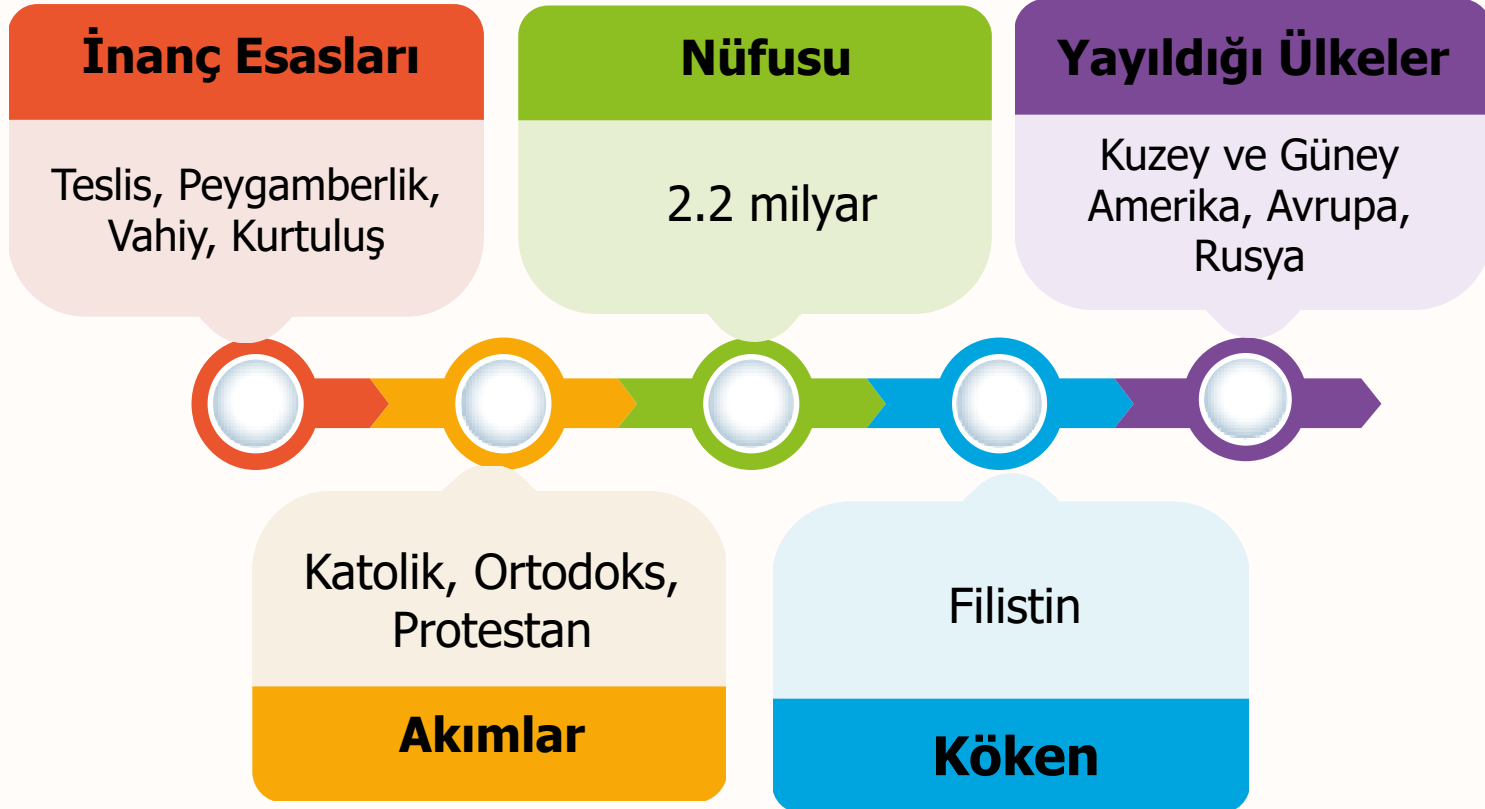 İnanç Esasları
Teslis, Peygamberlik,
Vahiy, Kurtuluş
Nüfusu
2.2 milyar
Yayıldığı Ülkeler
Kuzey ve Güney
Amerika, Avrupa,
Rusya
Katolik, Ortodoks,
Protestan
Akımlar
Filistin
Köken